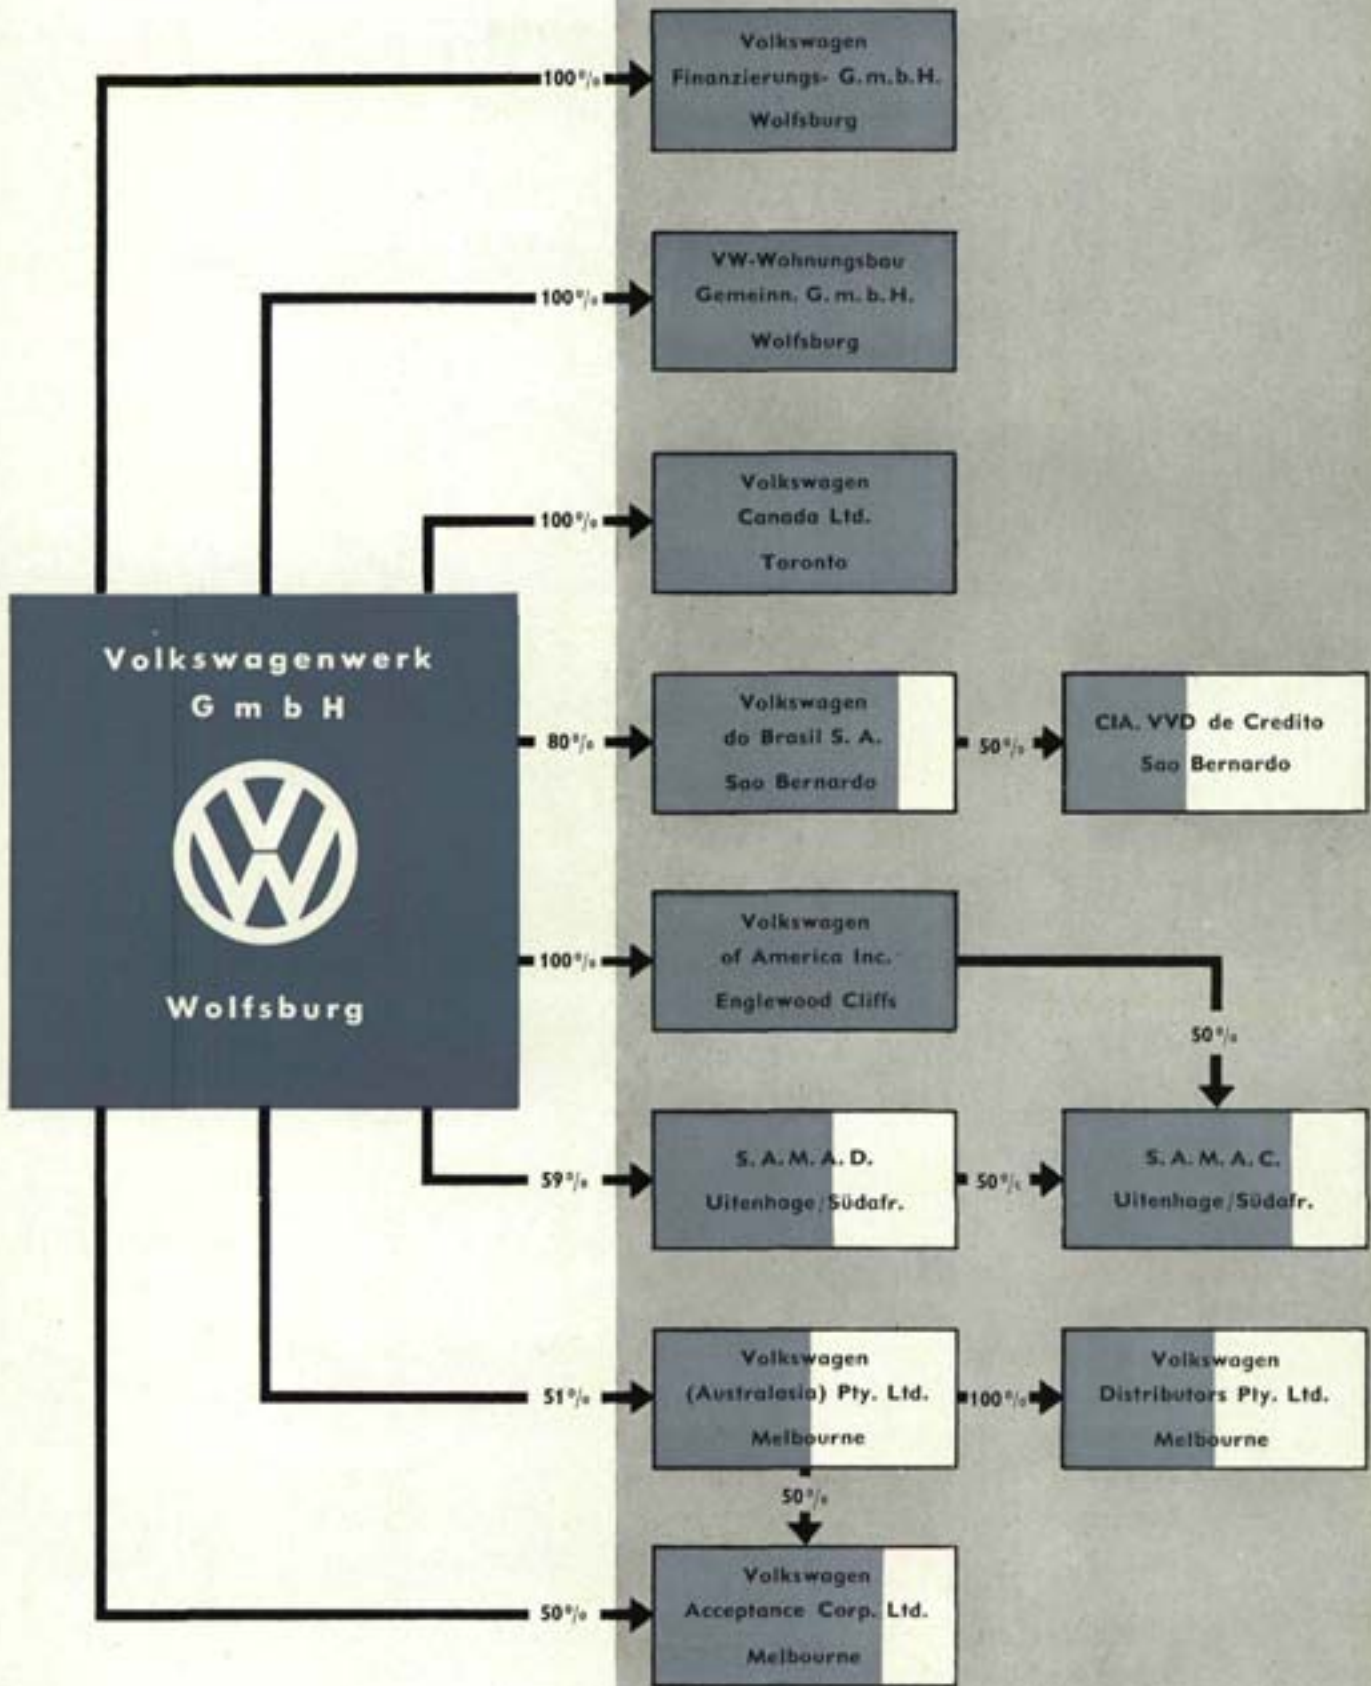 Volkswagen
100% Finanzierungs- G.m.b.H.
Wolfsburg
VW-Wohnungsbau
100% Gemeinn. G.m.b.H.
Wolfsburg
Volkswagen
100% Canada Ltd.
Toronto
Volkswagenwerk
GmbH
VW
Wolfsburg
Volkswagen
80% do Brasil S. A.
Sao Bernardo
50% CIA. VVD de Credito
Sao Bernardo
Volkswagen
100% of America Inc.
Englewood Cliffs
50%
59% S. A. M. A. D.
Uitenhage/Südafr.
50% S. A. M. A. C.
Uitenhage/Südafr.
Volkswagen
51% (Australasia) Pty. Ltd.
Melbourne
100% Volkswagen
Distributors Pty. Ltd.
Melbourne
50%
Volkswagen
50% Acceptance Corp. Ltd.
Melbourne